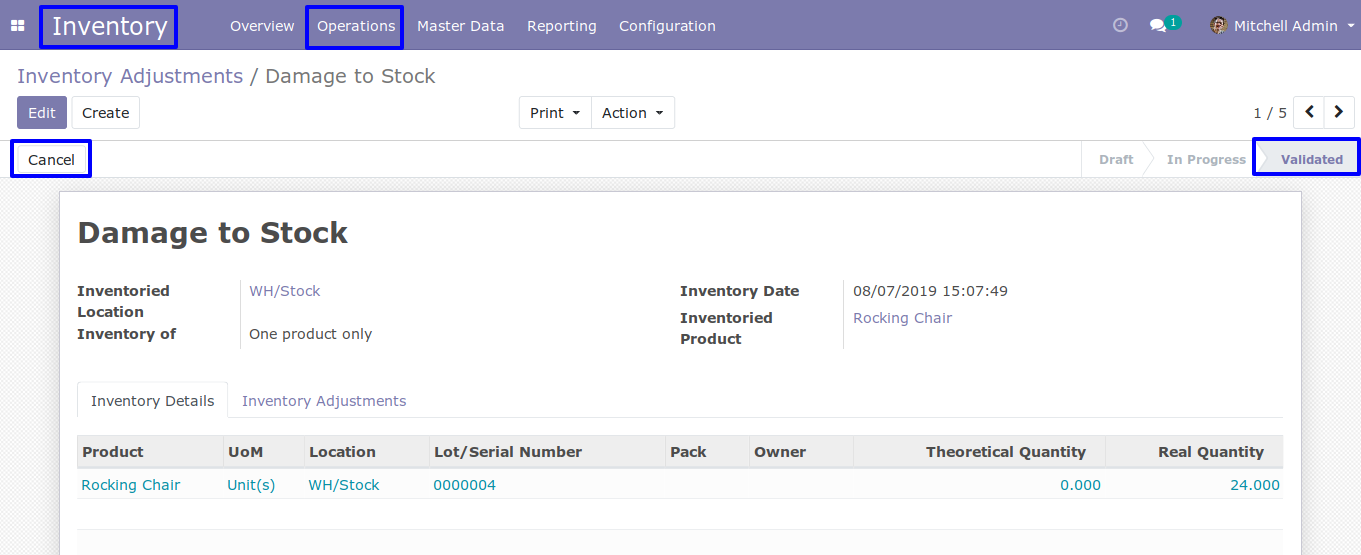 Inventory Overview Operations Master Data Reporting Configuration 1 Mitchell Admin
Inventory Adjustments / Damage to Stock
Edit Create Print Action 1 / 5
Cancel Draft In Progress Validated
Damage to Stock
Inventoried Location WH/Stock
Inventory of One product only
Inventory Date 08/07/2019 15:07:49
Inventoried Product Rocking Chair
Inventory Details Inventory Adjustments
Product UoM Location Lot/Serial Number Pack Owner Theoretical Quantity Real Quantity
Rocking Chair Unit(s) WH/Stock 0000004 0.000 24.000